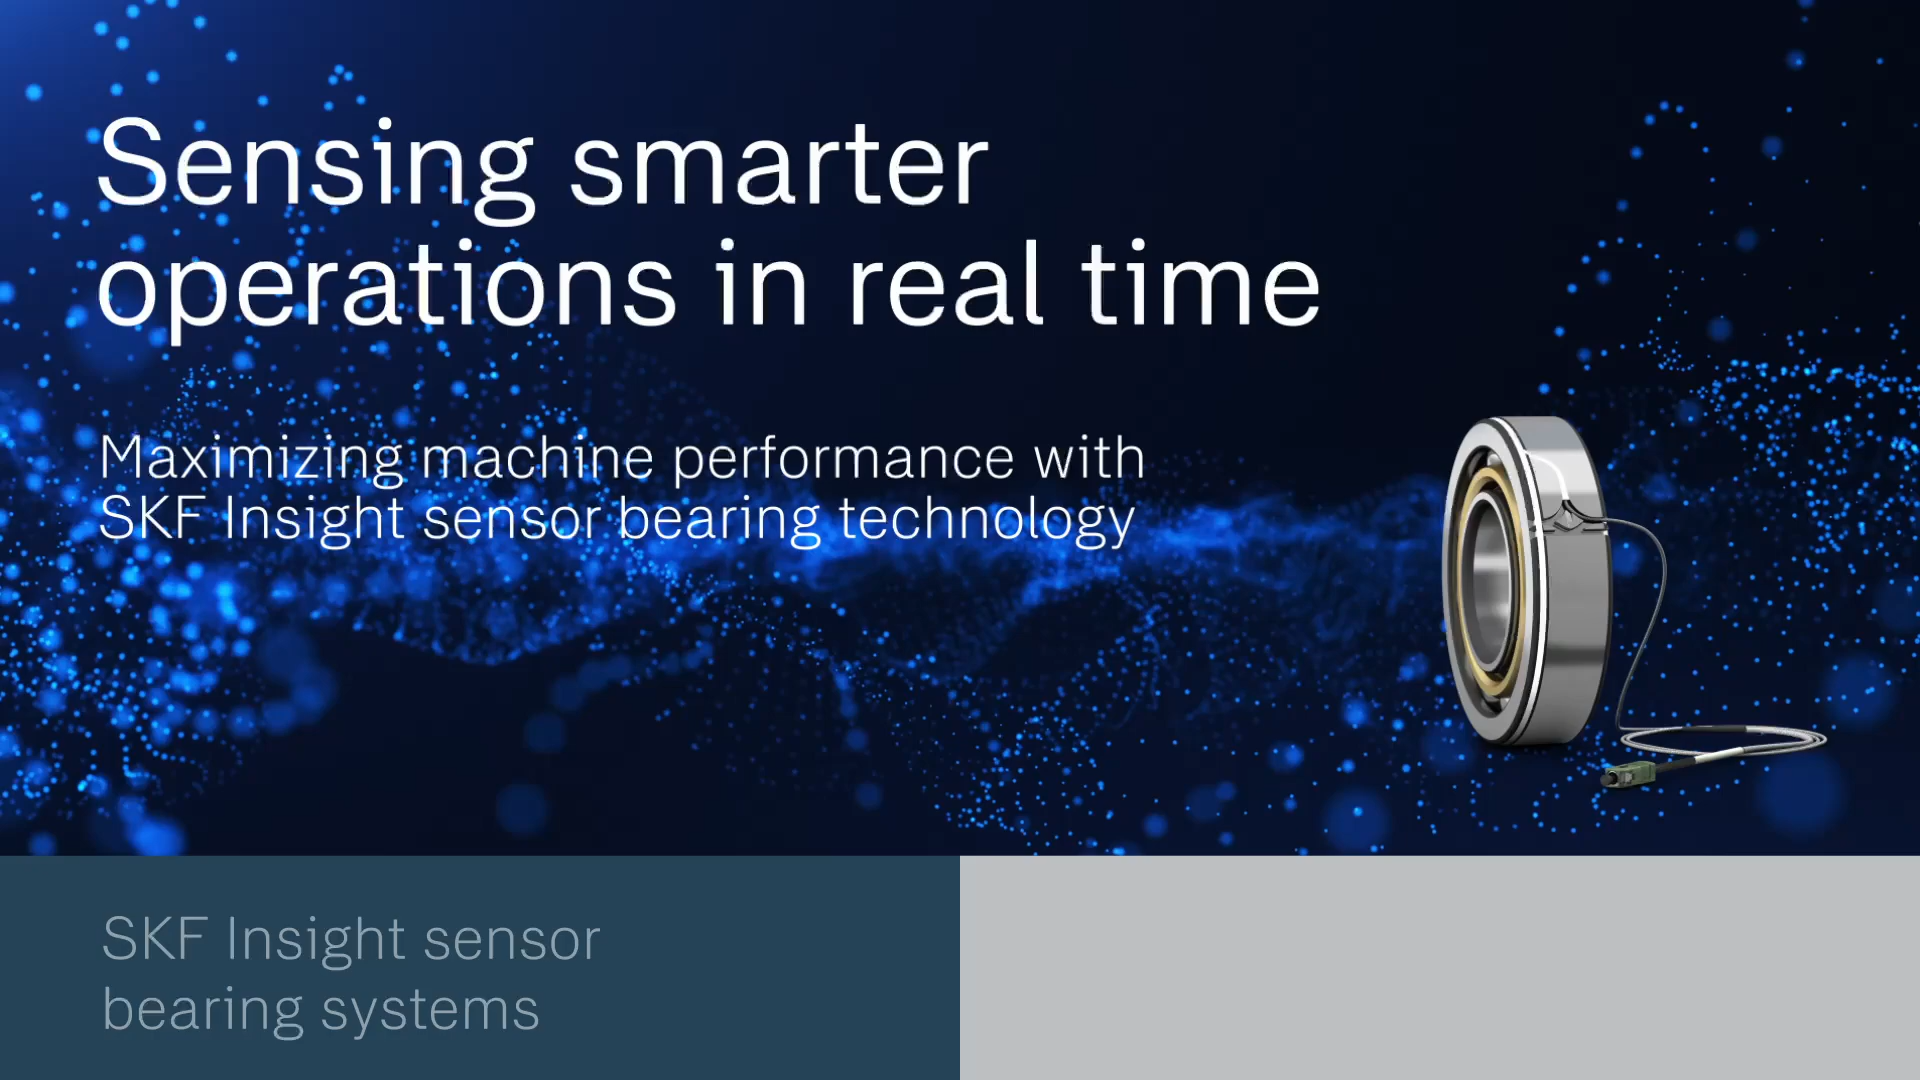 Sensing smarter
operations in real time
Maximizing machine performance with
SKF Insight sensor bearing technology
SKF Insight sensor
bearing systems